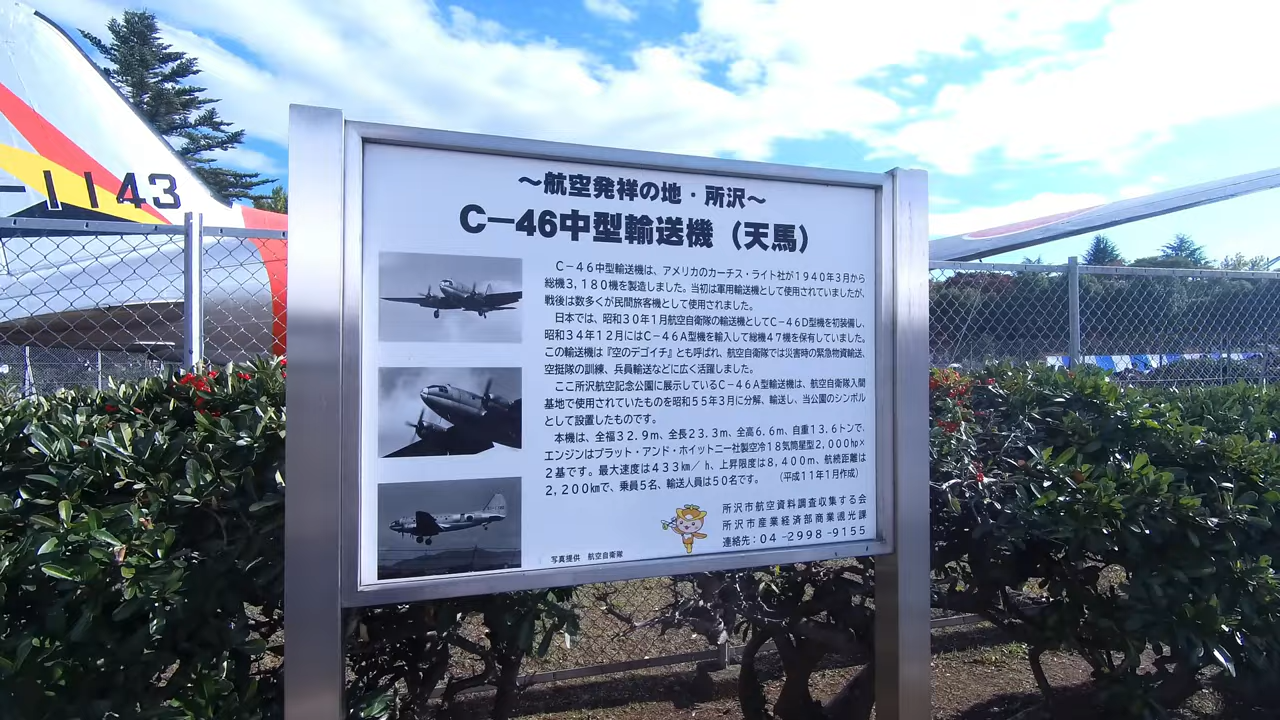 -1143
～航空発祥の地・所沢～
C－46中型輸送機（天馬）
C－４６中型輸送機は、アメリカのカーチス・ライト社が１９４０年３月から
総機３,１８０機を製造しました。当初は軍用輸送機として使用されていましたが、
戦後は数多くが民間旅客機として使用されました。
日本では、昭和３０年１月航空自衛隊の輸送機としてC－４６D型機を初装備し、
昭和３４年１２月にはC－４６A型機を輸入して総機４７機を保有していました。
この輸送機は『空のデゴイチ』とも呼ばれ、航空自衛隊では災害時の緊急物資輸送、
空挺隊の訓練、兵員輸送などに広く活躍しました。
ここ所沢航空記念公園に展示しているC－４６A型輸送機は、航空自衛隊入間
基地で使用されていたものを昭和５５年３月に分解、輸送し、当公園のシンボル
として設置したものです。
本機は、全福３２.９m、全長２３.３m、全高６.６m、自重１３.６トンで、
エンジンはプラット・アンド・ホイットニー社製空冷１８気筒星型２,０００hp×
２基です。最大速度は４３３km／h、上昇限度は８,４００m、航続距離は
２,２００kmで、乗員５名、輸送人員は５０名です。 （平成１１年１月作成）
所沢市航空資料調査収集する会
所沢市産業経済部商業観光課
連絡先：０４－２９９８－９１５５
写真提供 航空自衛隊